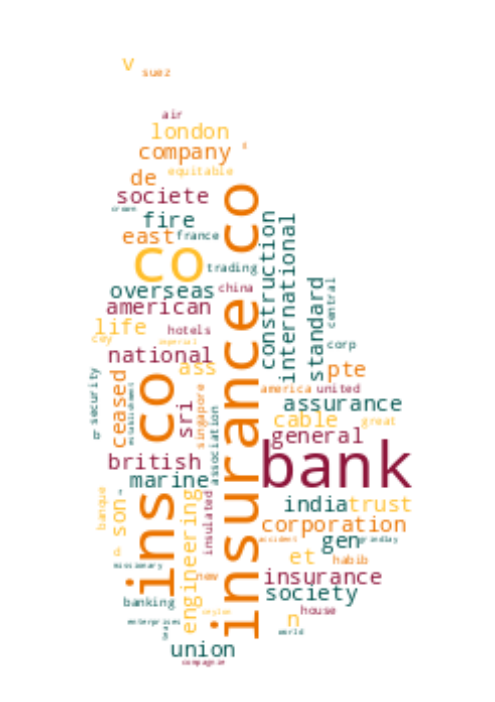 v
suez
air
london
company
equitable
de
societe
crown
fire
east
france
co
trading
overseas
china
american
life
hotels
cey
imperial
national
ass
construction
international
standard
central
corp
pte
america
united
assurance
cable
great
general
bank
insurance co
ins co
security
ceased
establishment
sri
singapore
association
british
marine
banque
son
engineering
insulated
india
trust
corporation
accident
gen
grindlay
et
habib
missionary
new
insurance
society
banking
ceylon
house
n
enterprises
world
union
compagnie